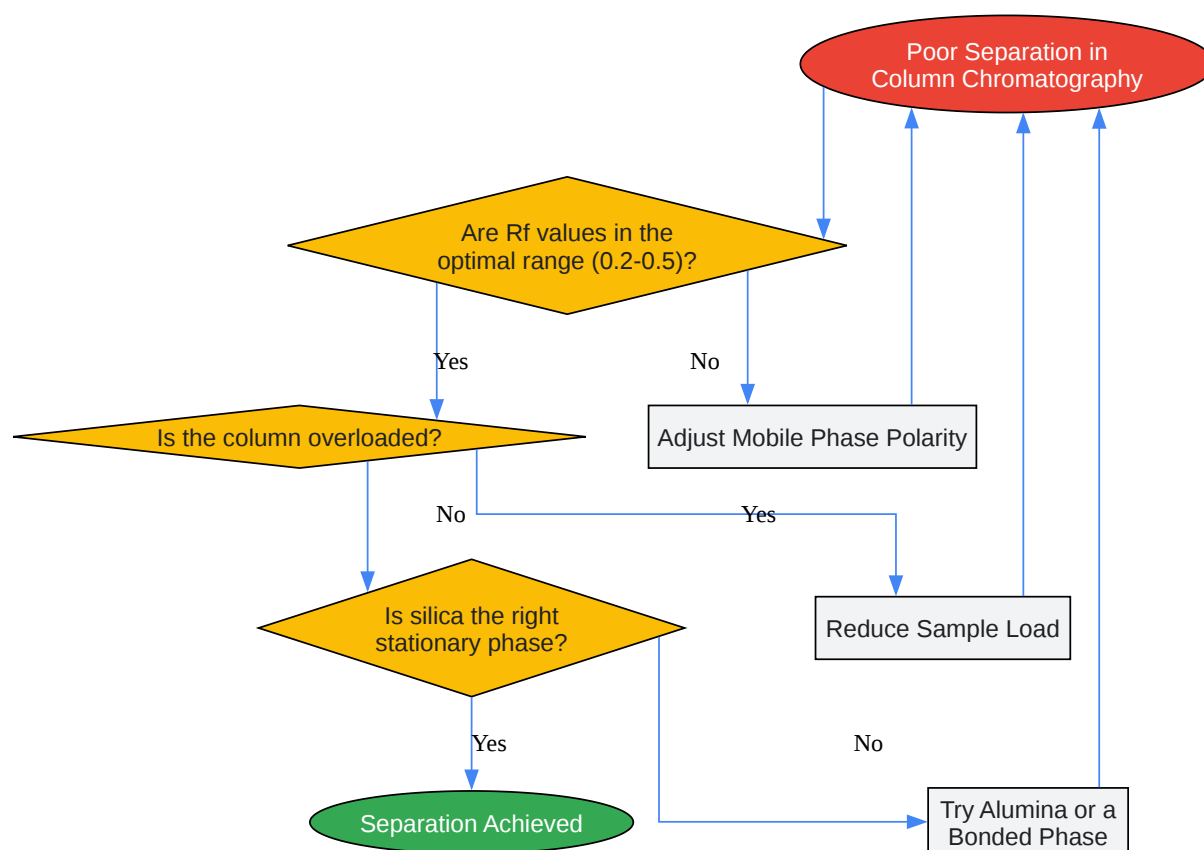 Poor Separation in
Column Chromatography
Are Rf values in the
optimal range (0.2-0.5)?
Yes
No
Is the column overloaded?
Adjust Mobile Phase Polarity
No
Yes
Is silica the right
stationary phase?
Reduce Sample Load
Yes
No
Separation Achieved
Try Alumina or a
Bonded Phase